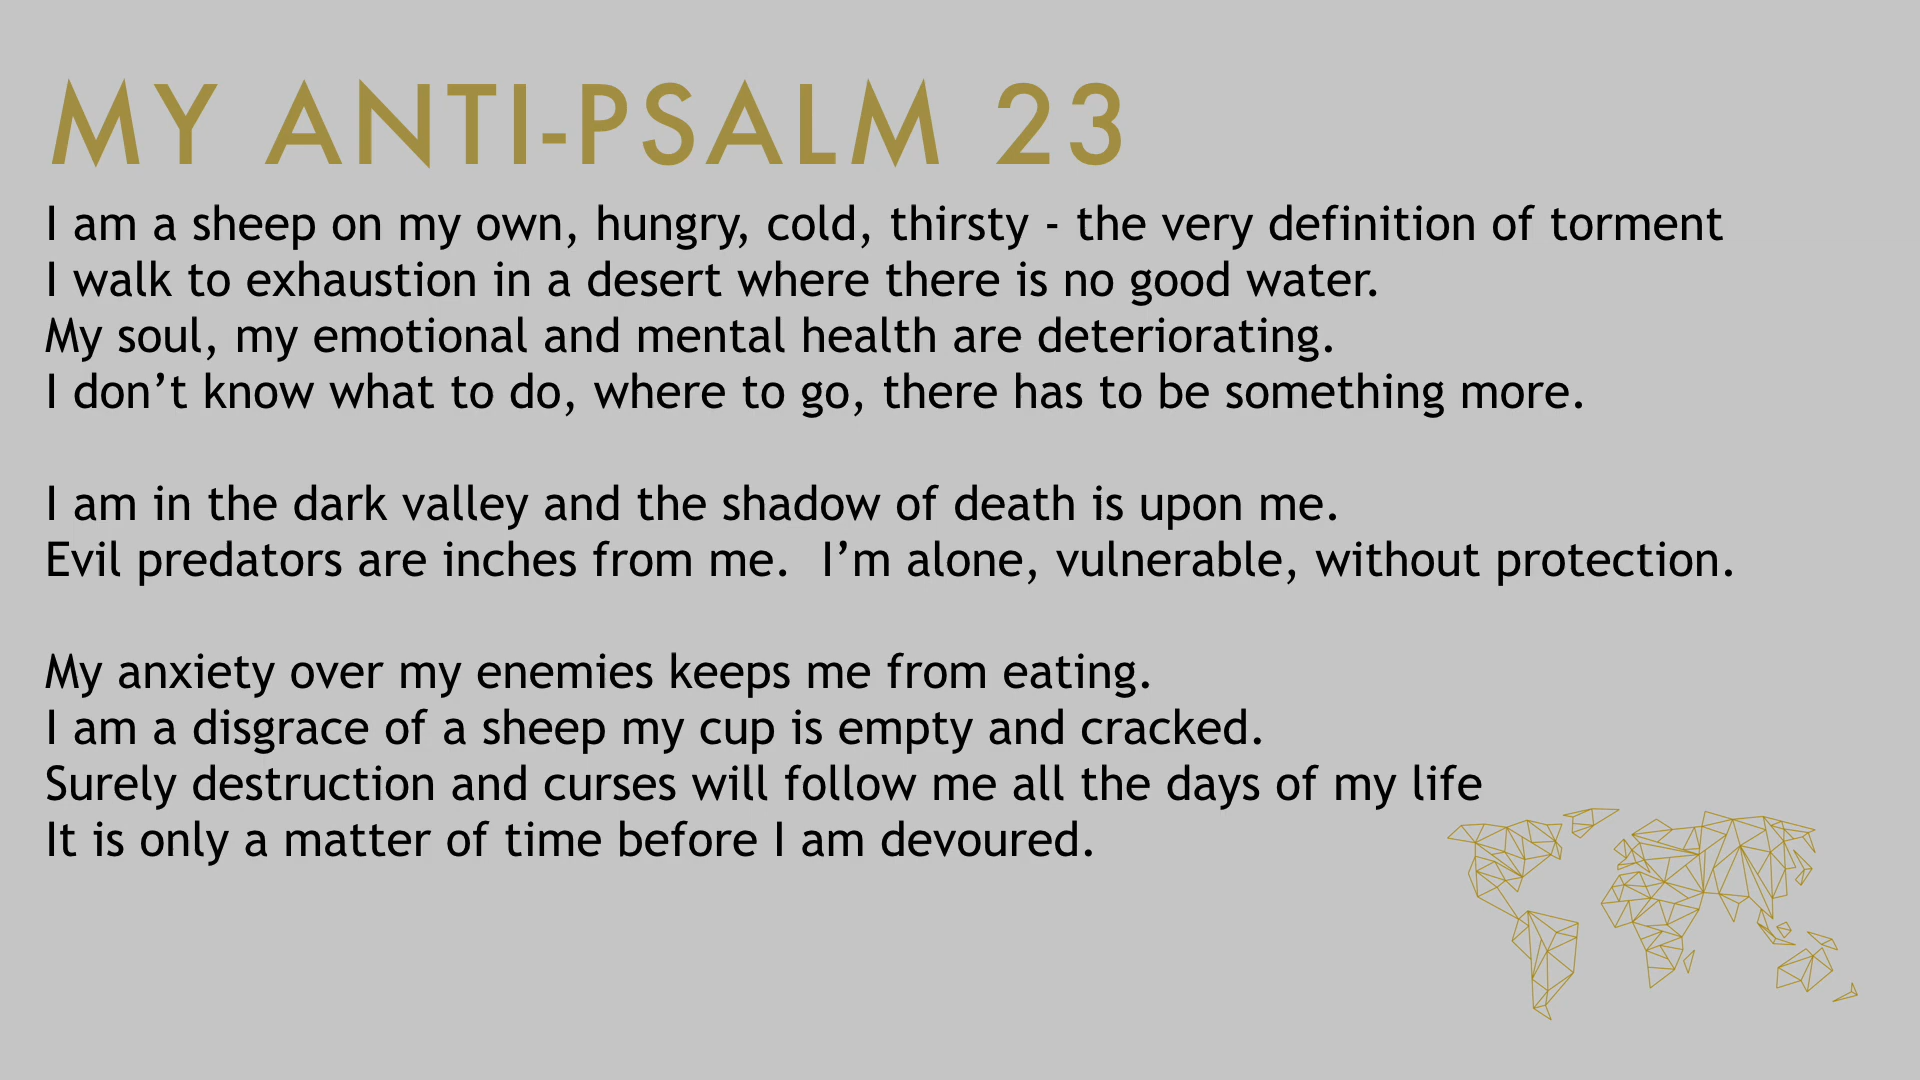 MY ANTI-PSALM 23
I am a sheep on my own, hungry, cold, thirsty - the very definition of torment
I walk to exhaustion in a desert where there is no good water.
My soul, my emotional and mental health are deteriorating.
I don’t know what to do, where to go, there has to be something more.
I am in the dark valley and the shadow of death is upon me.
Evil predators are inches from me.  I’m alone, vulnerable, without protection.
My anxiety over my enemies keeps me from eating.
I am a disgrace of a sheep my cup is empty and cracked.
Surely destruction and curses will follow me all the days of my life
It is only a matter of time before I am devoured.